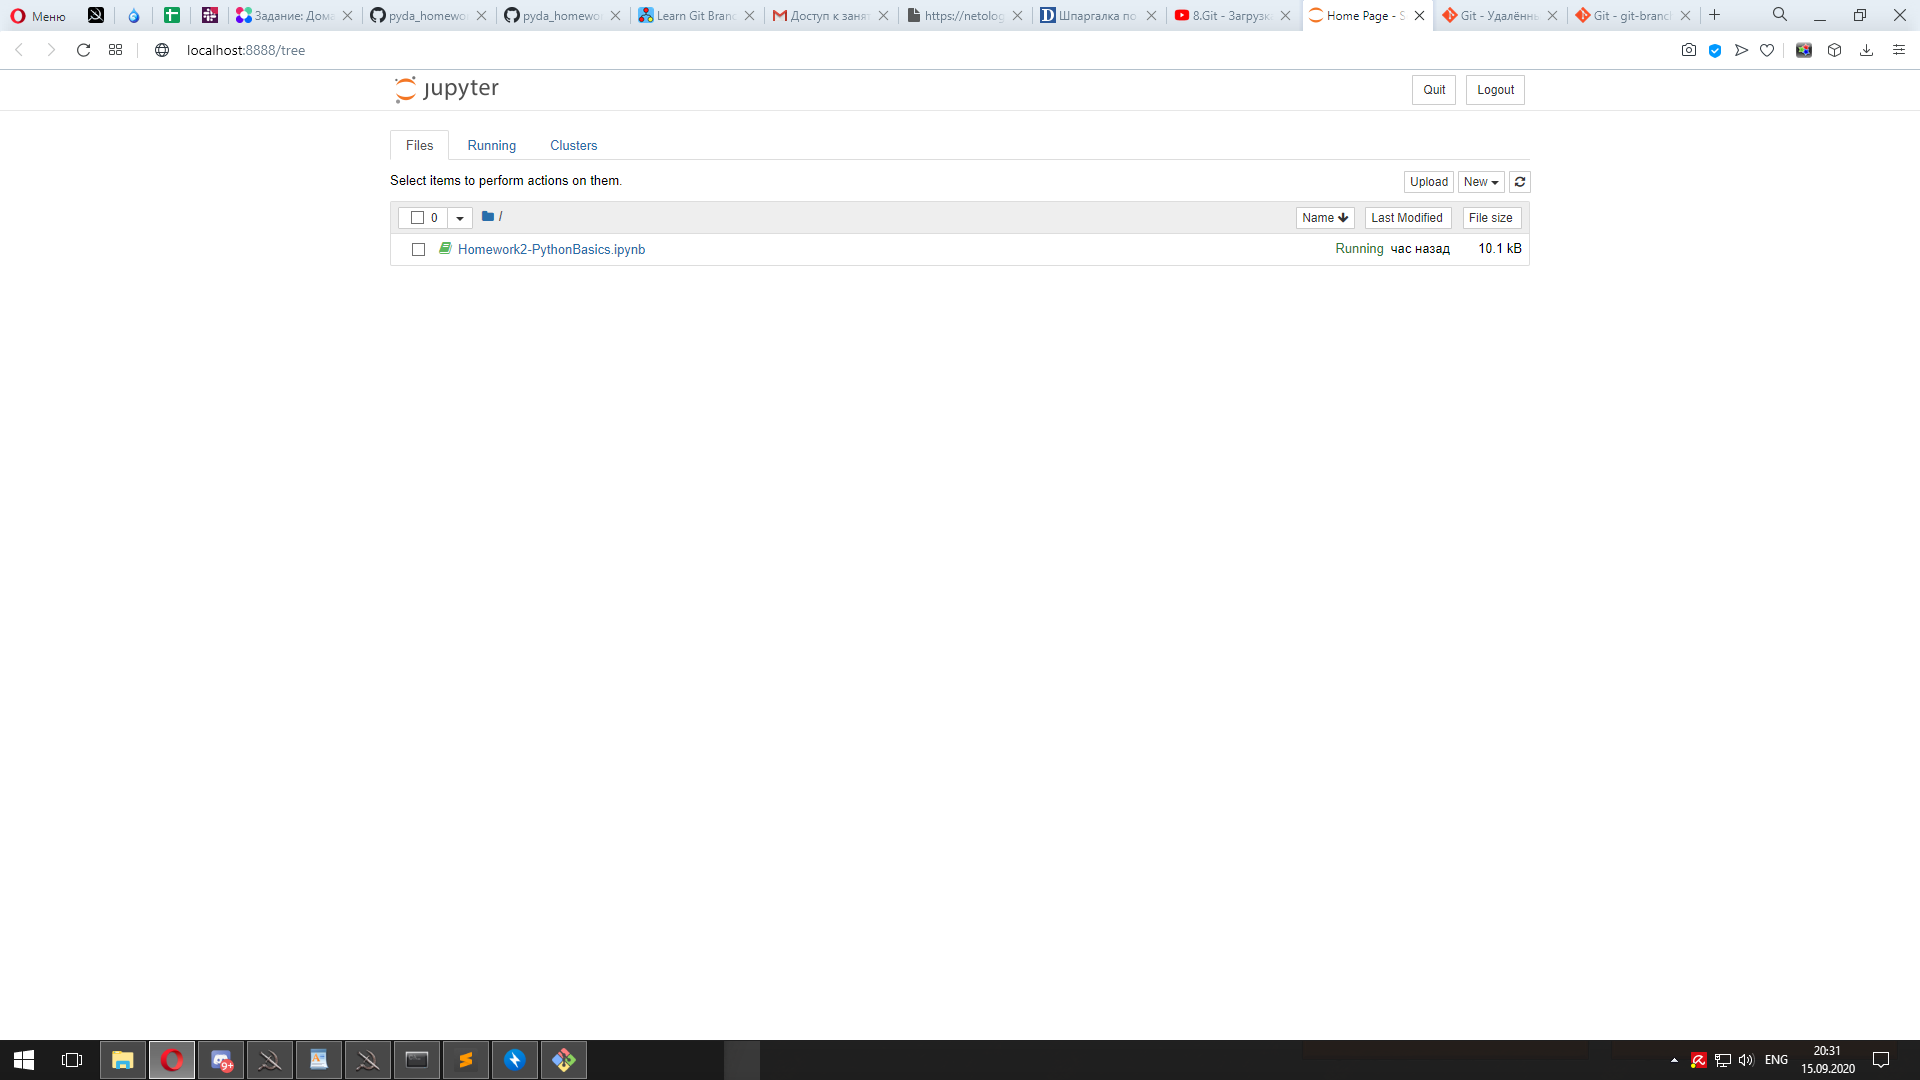 Меню
Задание: Дома
pyda_homewo
pyda_homewo
Learn Git Branc
Доступ к занят
https://netolog
Шпаргалка по
8.Git - Загрузк
Home Page - S
Git - Удалённы
Git - git-branc
localhost:8888/tree
jupyter
Quit
Logout
Files
Running
Clusters
Select items to perform actions on them.
Upload
New
0
/
Name
Last Modified
File size
Homework2-PythonBasics.ipynb
Running
час назад
10.1 kB
9+
ENG
20:31
15.09.2020